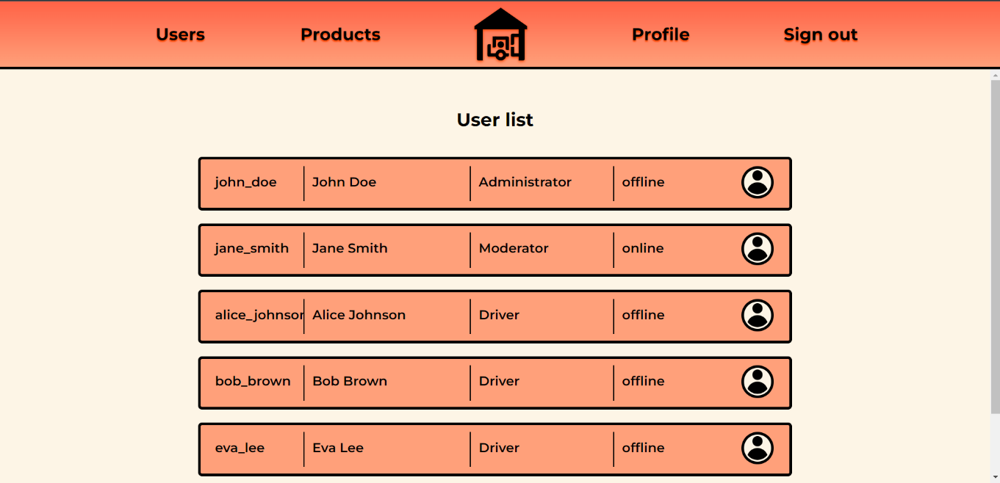 Users Products Profile Sign out
User list
john_doe John Doe Administrator offline
jane_smith Jane Smith Moderator online
alice_johnson Alice Johnson Driver offline
bob_brown Bob Brown Driver offline
eva_lee Eva Lee Driver offline